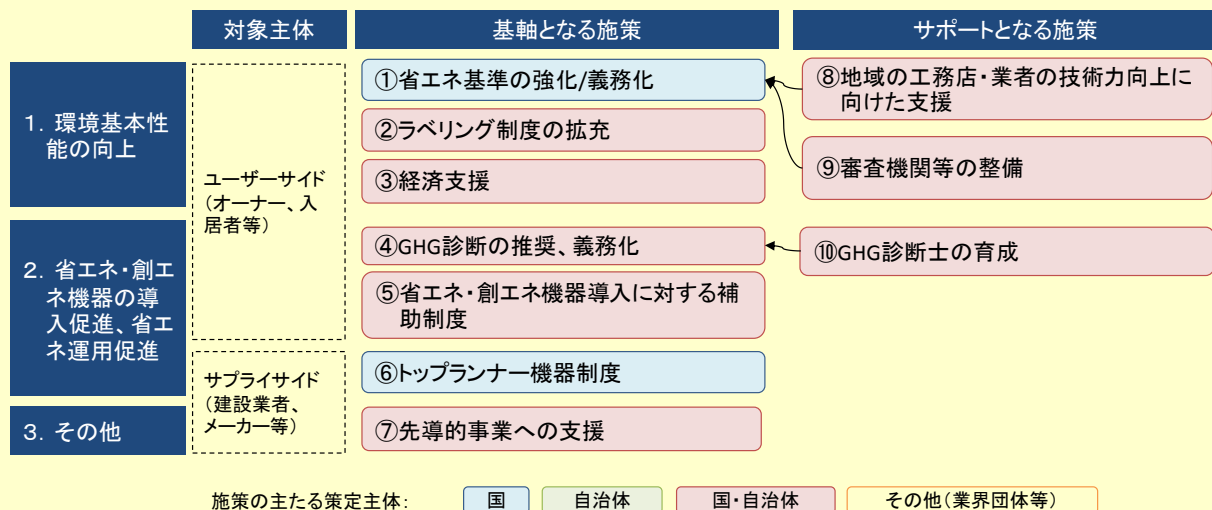 対象主体
基軸となる施策
サポートとなる施策
1．環境基本性
能の向上
ユーザーサイド
(オーナー、入
居者等)
①省エネ基準の強化/義務化
②ラベリング制度の拡充
③経済支援
⑧地域の工務店・業者の技術力向上に
向けた支援
⑨審査機関等の整備
2．省エネ・創エ
ネ機器の導
入促進、省エ
ネ運用促進
④GHG診断の推奨、義務化
⑤省エネ・創エネ機器導入に対する補
助制度
⑩GHG診断士の育成
サプライサイド
(建設業者、
メーカー等)
⑥トップランナー機器制度
3．その他
⑦先導的事業への支援
施策の主たる策定主体：
国
自治体
国・自治体
その他(業界団体等)